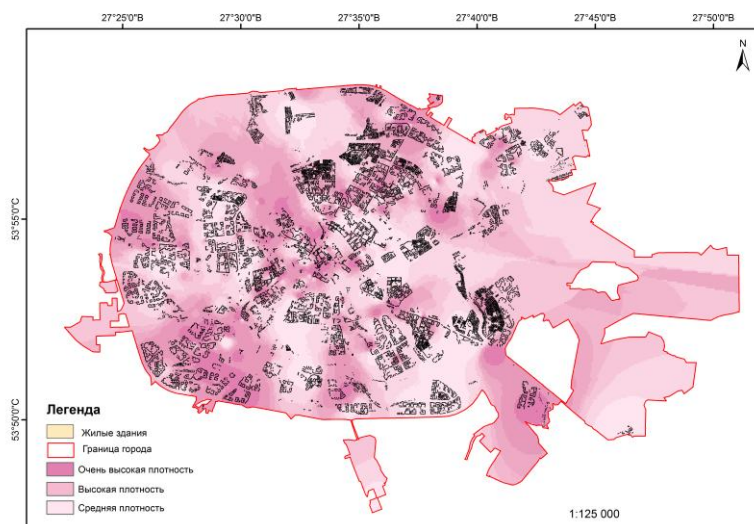 27°25'0"В 27°30'0"В 27°35'0"В 27°40'0"В 27°45'0"В 27°50'0"В
N
53°55'0"С
53°50'0"С
Легенда
Жилые здания
Граница города
Очень высокая плотность
Высокая плотность
Средняя плотность
1:125 000